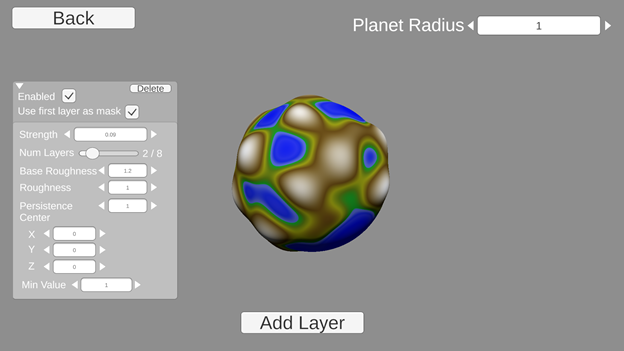 Back
Planet Radius 1
Delete
Enabled
Use first layer as mask
Strength 0.09
Num Layers 2 / 8
Base Roughness 1.2
Roughness 1
Persistence 1
Center
X 0
Y 0
Z 0
Min Value 1
Add Layer